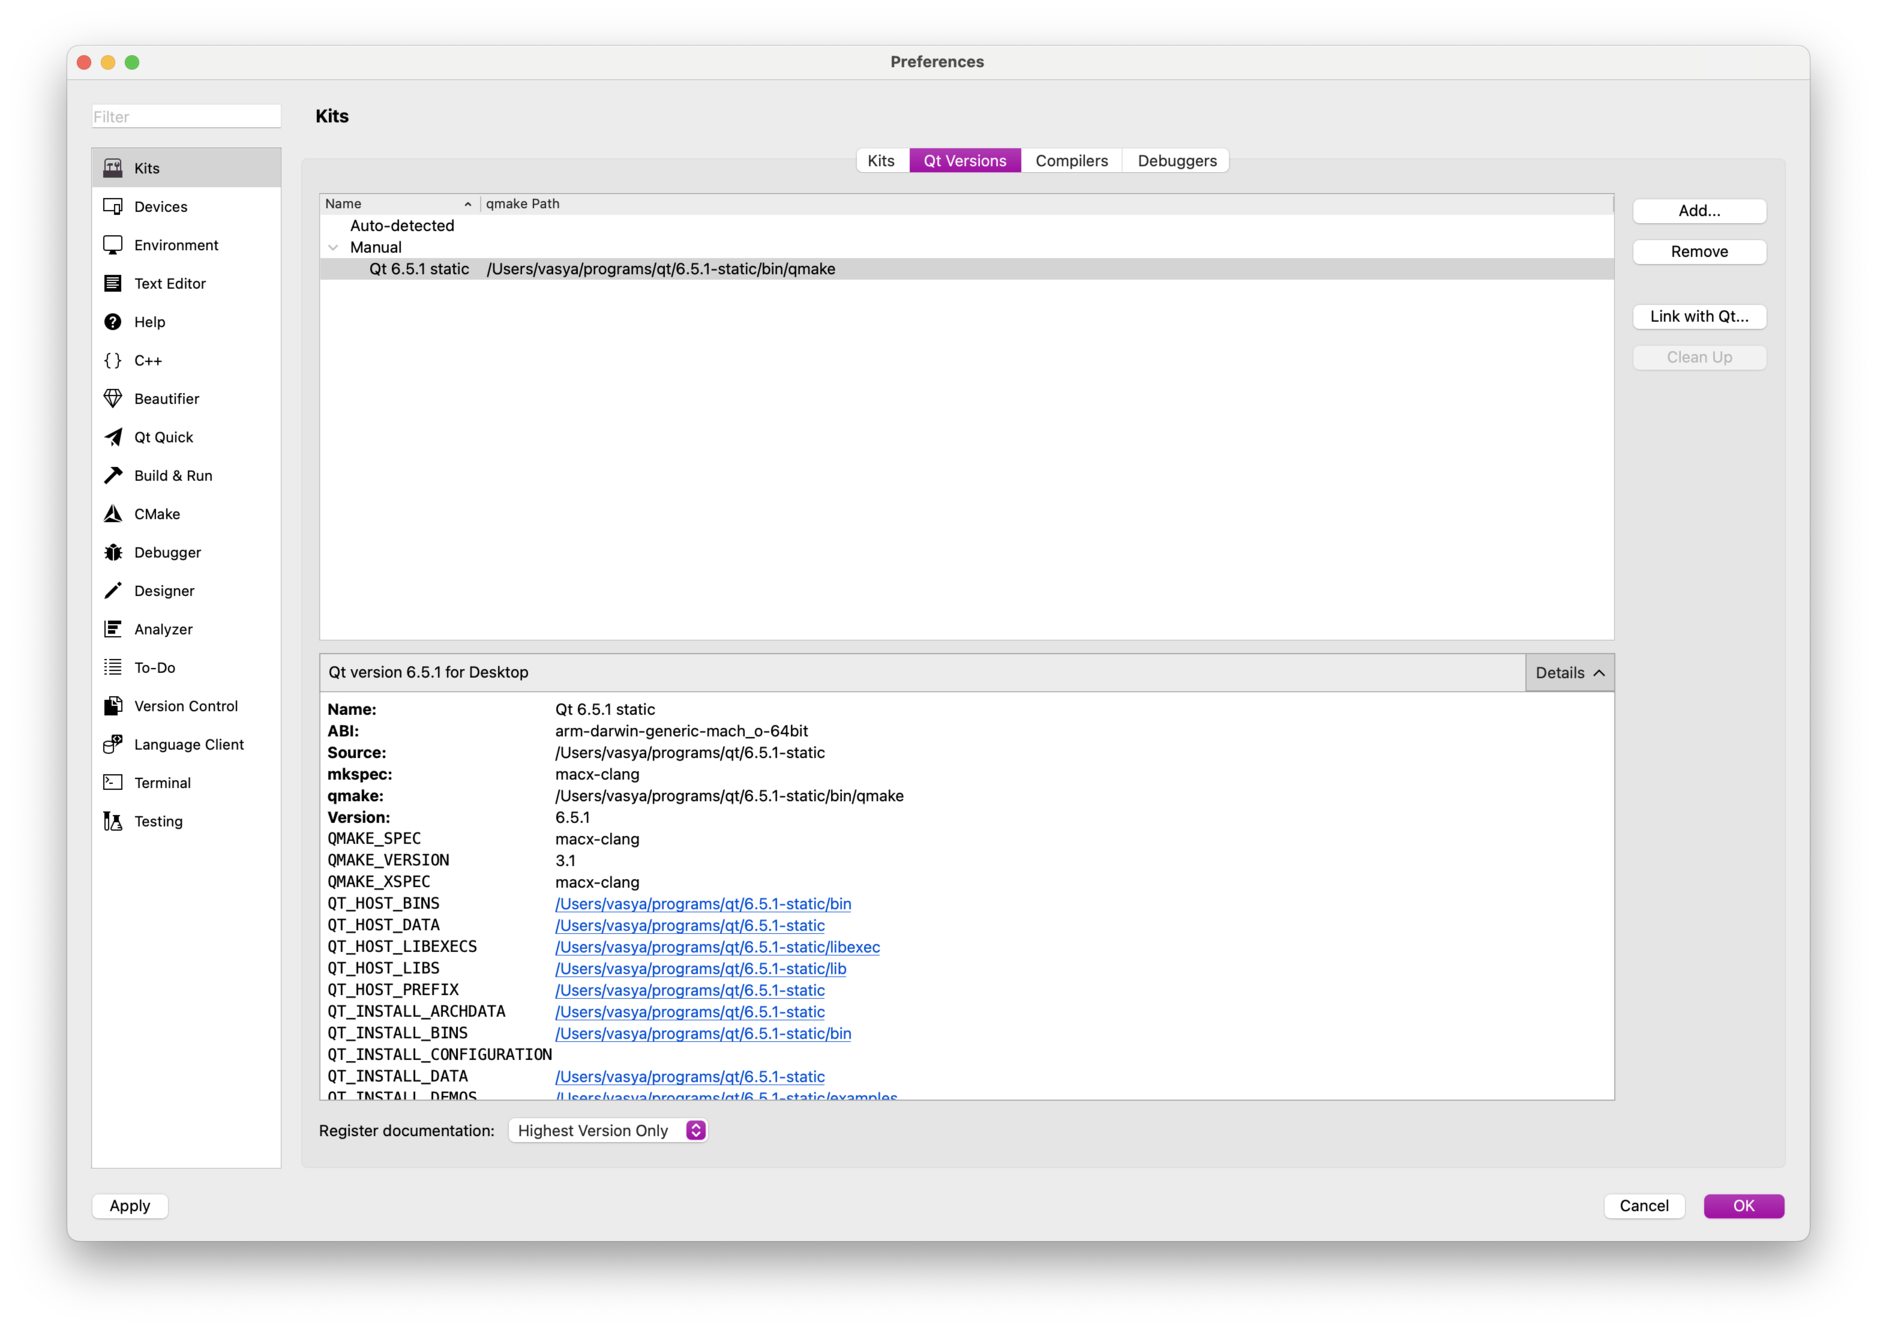 Preferences
Filter
Kits
Devices
Environment
Text Editor
Help
C++
Beautifier
Qt Quick
Build & Run
CMake
Debugger
Designer
Analyzer
To-Do
Version Control
Language Client
Terminal
Testing
Kits
Kits Qt Versions Compilers Debuggers
Name qmake Path
Auto-detected
Manual
Qt 6.5.1 static /Users/vasya/programs/qt/6.5.1-static/bin/qmake
Add...
Remove
Link with Qt...
Clean Up
Qt version 6.5.1 for Desktop Details
Name: Qt 6.5.1 static
ABI: arm-darwin-generic-mach_o-64bit
Source: /Users/vasya/programs/qt/6.5.1-static
mkspec: macx-clang
qmake: /Users/vasya/programs/qt/6.5.1-static/bin/qmake
Version: 6.5.1
QMAKE_SPEC macx-clang
QMAKE_VERSION 3.1
QMAKE_XSPEC macx-clang
QT_HOST_BINS /Users/vasya/programs/qt/6.5.1-static/bin
QT_HOST_DATA /Users/vasya/programs/qt/6.5.1-static
QT_HOST_LIBEXECS /Users/vasya/programs/qt/6.5.1-static/libexec
QT_HOST_LIBS /Users/vasya/programs/qt/6.5.1-static/lib
QT_HOST_PREFIX /Users/vasya/programs/qt/6.5.1-static
QT_INSTALL_ARCHDATA /Users/vasya/programs/qt/6.5.1-static
QT_INSTALL_BINS /Users/vasya/programs/qt/6.5.1-static/bin
QT_INSTALL_CONFIGURATION
QT_INSTALL_DATA /Users/vasya/programs/qt/6.5.1-static
QT_INSTALL_DEMOS /Users/vasya/programs/qt/6.5.1-static/examples
Register documentation: Highest Version Only
Apply Cancel OK